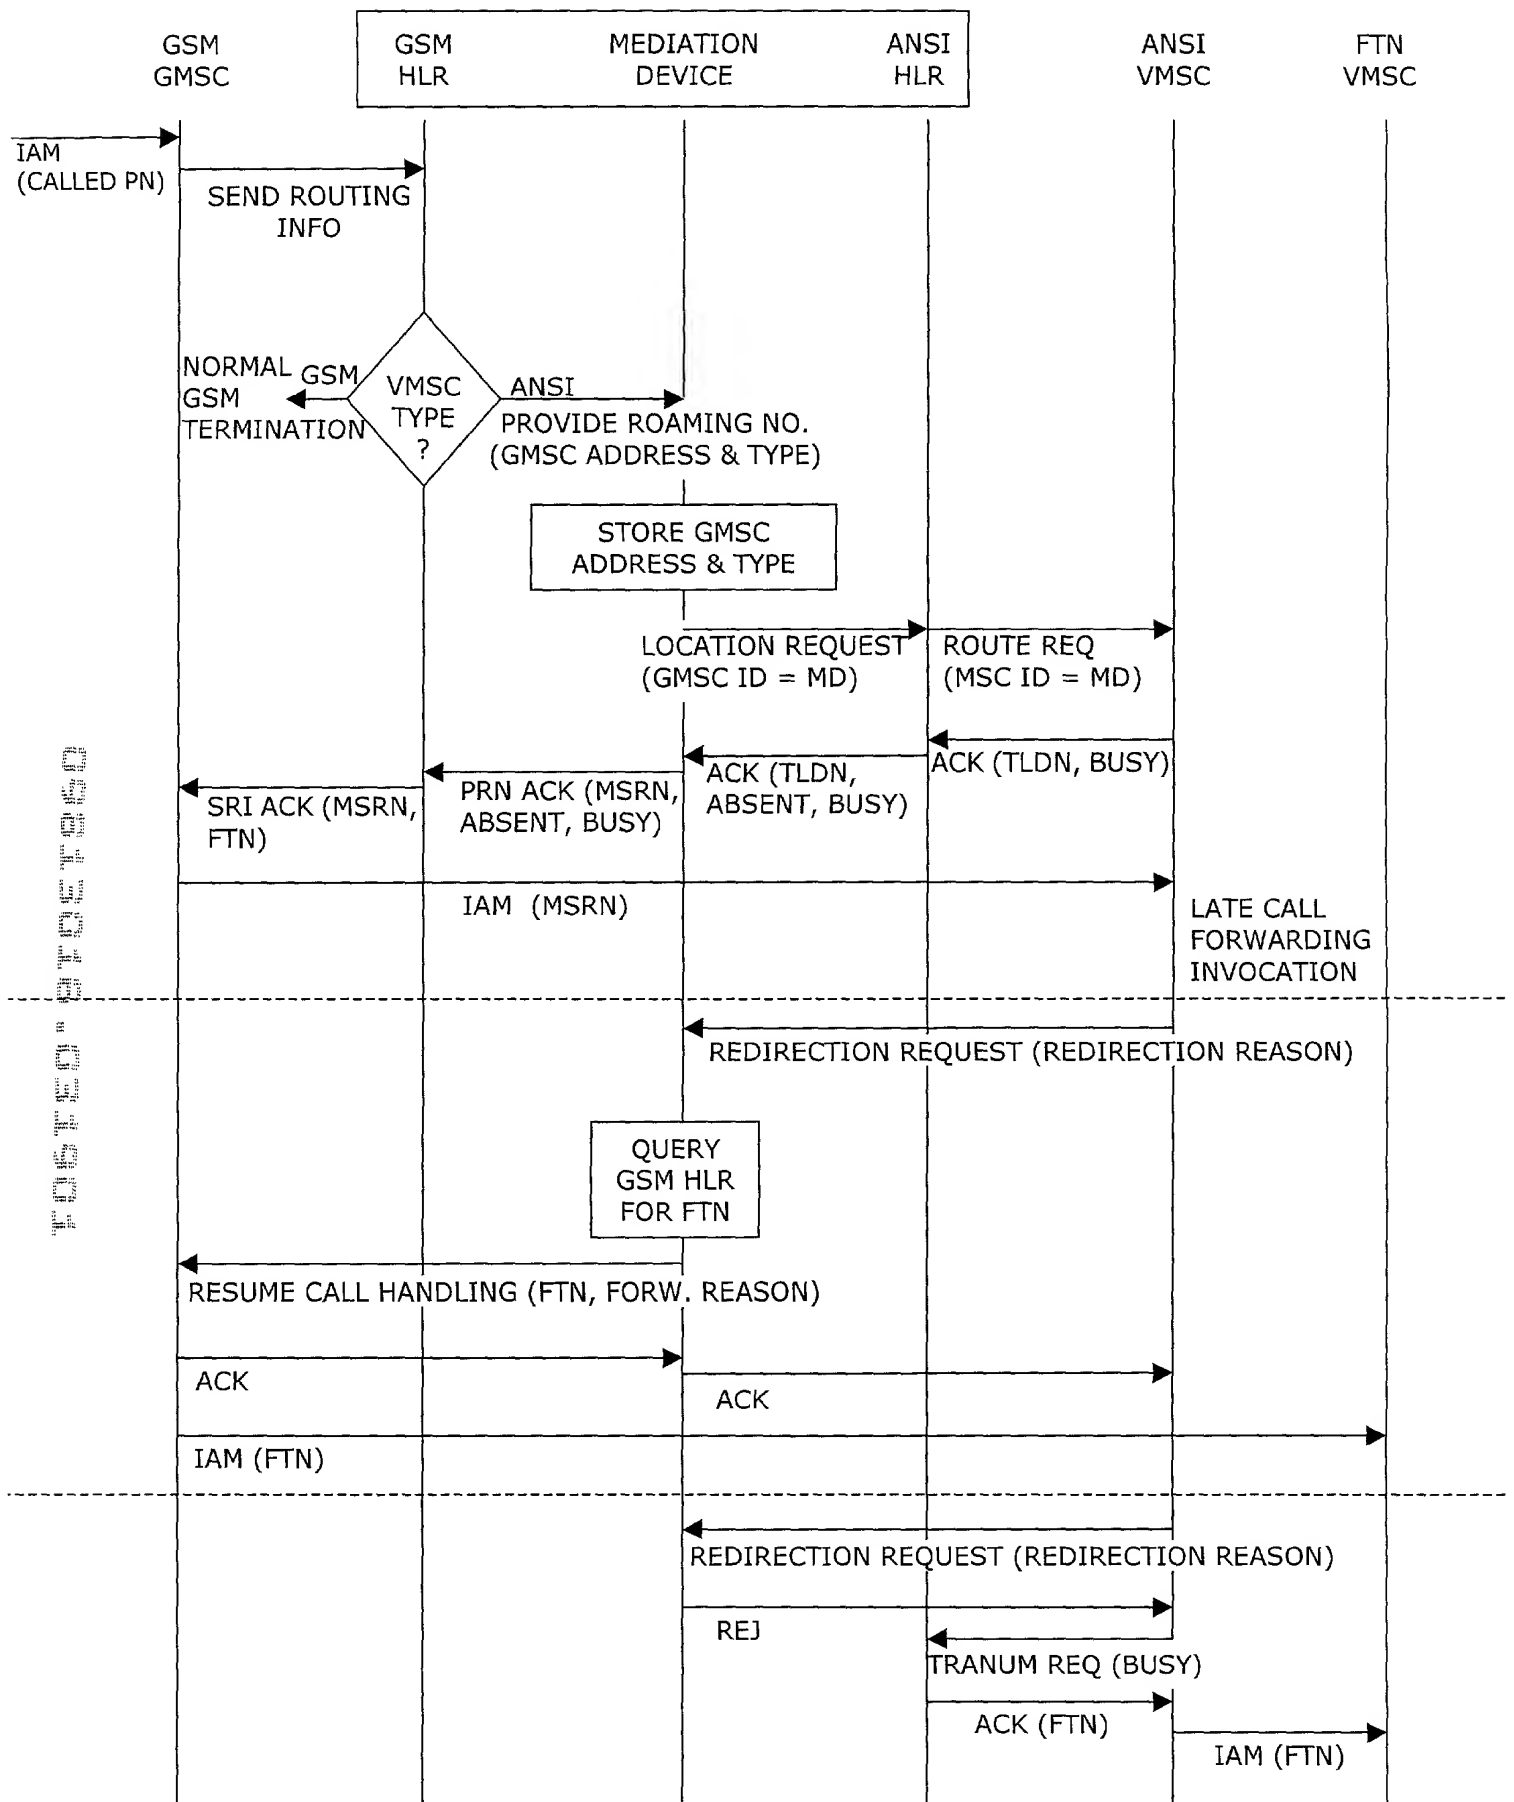 GSM
GMSC
GSM
HLR
MEDIATION
DEVICE
ANSI
HLR
ANSI
VMSC
FTN
VMSC
IAM
(CALLED PN)
SEND ROUTING
INFO
NORMAL
GSM
TERMINATION
GSM
VMSC
TYPE
?
ANSI
PROVIDE ROAMING NO.
(GMSC ADDRESS & TYPE)
STORE GMSC
ADDRESS & TYPE
LOCATION REQUEST
(GMSC ID = MD)
ROUTE REQ
(MSC ID = MD)
ACK (TLDN, BUSY)
ACK (TLDN,
ABSENT, BUSY)
PRN ACK (MSRN,
ABSENT, BUSY)
SRI ACK (MSRN,
FTN)
IAM (MSRN)
LATE CALL
FORWARDING
INVOCATION
REDIRECTION REQUEST (REDIRECTION REASON)
QUERY
GSM HLR
FOR FTN
RESUME CALL HANDLING (FTN, FORW. REASON)
ACK
ACK
IAM (FTN)
REDIRECTION REQUEST (REDIRECTION REASON)
REJ
TRANUM REQ (BUSY)
ACK (FTN)
IAM (FTN)